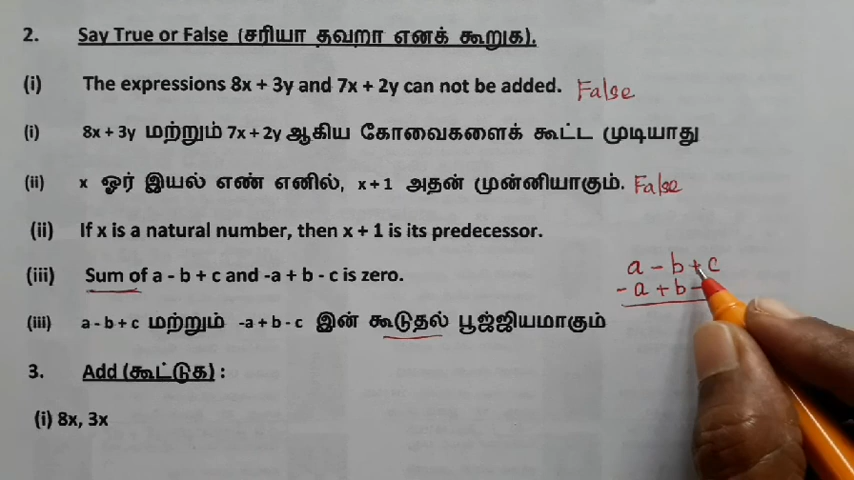 2. Say True or False (சரியா தவறா எனக் கூறுக).
(i) The expressions 8x + 3y and 7x + 2y can not be added. False
(i) 8x + 3y மற்றும் 7x + 2y ஆகிய கோவைகளைக் கூட்ட முடியாது
(ii) x ஓர் இயல் எண் எனில், x + 1 அதன் முன்னியாகும். False
(ii) If x is a natural number, then x + 1 is its predecessor.
a - b + c
(iii) Sum of a - b + c and -a + b - c is zero.
- a + b -
(iii) a - b + c மற்றும் -a + b - c இன் கூடுதல் பூஜ்ஜியமாகும்
3. Add (கூட்டுக) :
(i) 8x, 3x